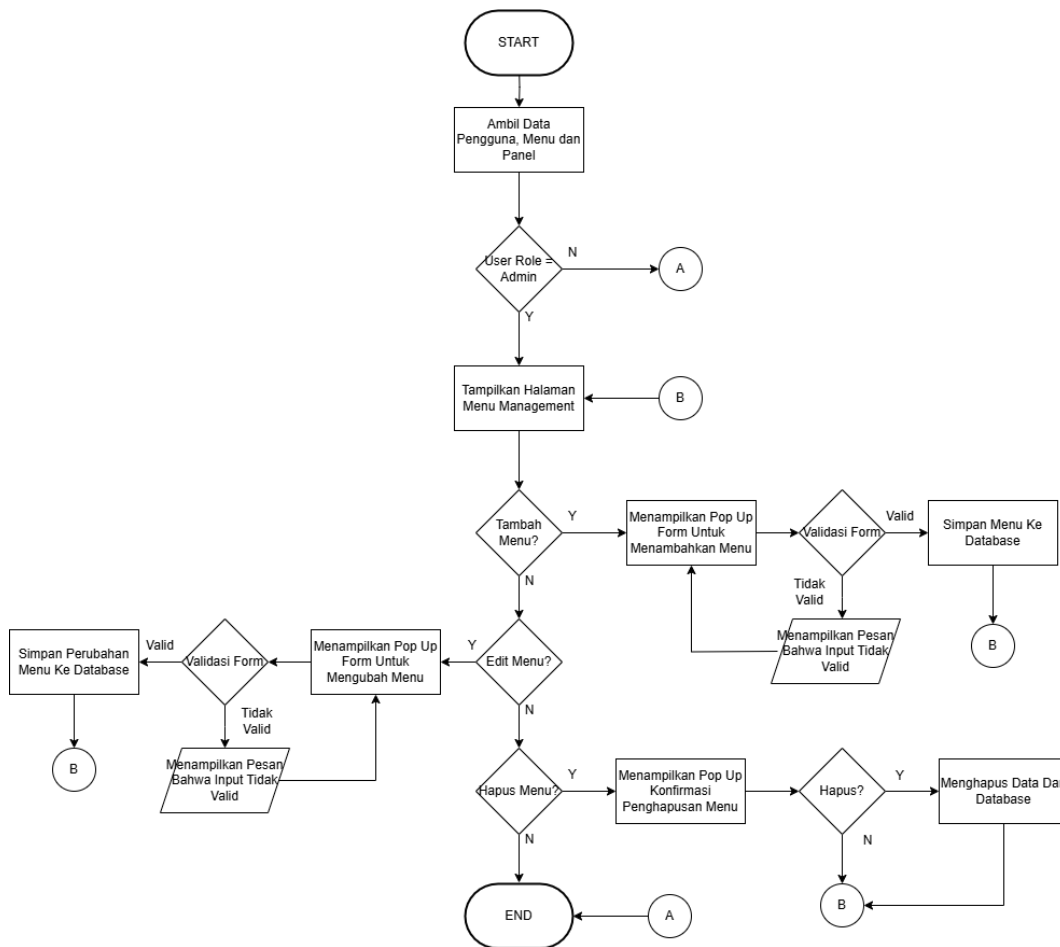 START
Ambil Data
Pengguna, Menu dan
Panel
User Role =
Admin
N
A
Y
Tampilkan Halaman
Menu Management
B
Tambah
Menu?
Y
Menampilkan Pop Up
Form Untuk
Menambahkan Menu
Validasi Form
Valid
Simpan Menu Ke
Database
N
Tidak
Valid
Menampilkan Pesan
Bahwa Input Tidak
Valid
B
Edit Menu?
Y
Menampilkan Pop Up
Form Untuk
Mengubah Menu
Validasi Form
Valid
Simpan Perubahan
Menu Ke Database
N
Tidak
Valid
Menampilkan Pesan
Bahwa Input Tidak
Valid
B
Hapus Menu?
Y
Menampilkan Pop Up
Konfirmasi
Penghapusan Menu
Hapus?
Y
Menghapus Data Dar
Database
N
N
B
END
A